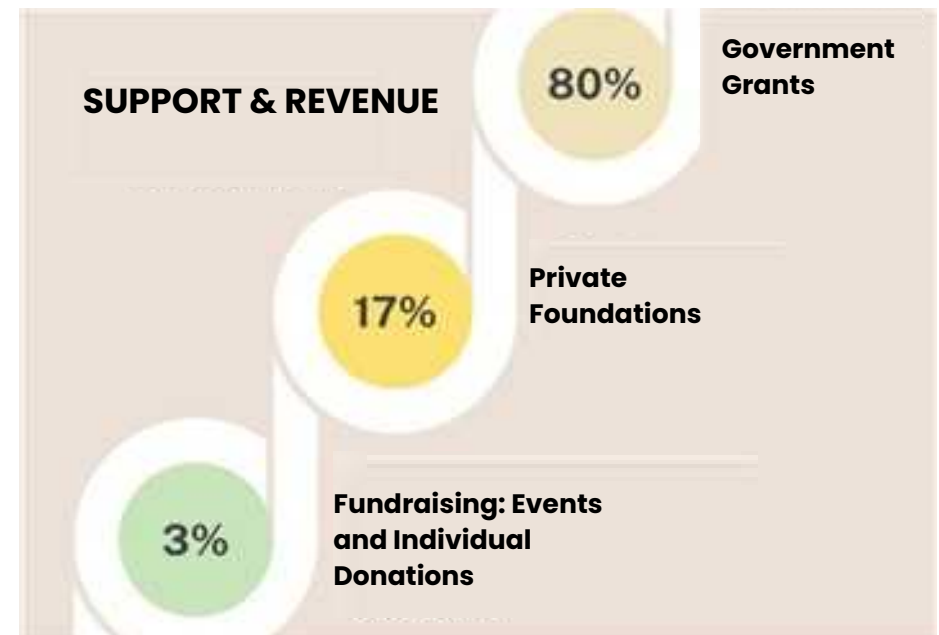 SUPPORT & REVENUE
80%
Government
Grants
17%
Private
Foundations
3%
Fundraising: Events
and Individual
Donations